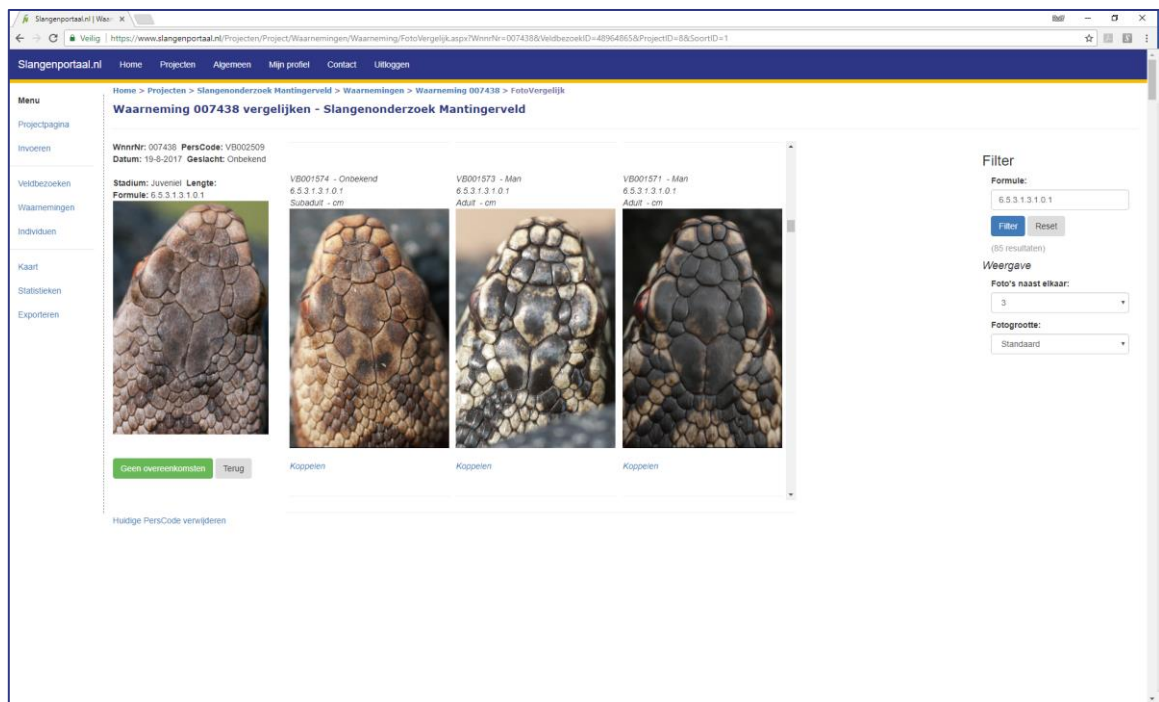 Slangenportaal.nl | Waar
Veilig | https://www.slangenportaal.nl/Projecten/Project/Waarnemingen/Waarneming/FotoVergelijk.aspx?WnnrNr=007438&VeldbezoekID=48964865&ProjectID=8&SoortID=1
Slangenportaal.nl Home Projecten Algemeen Mijn profiel Contact Uitloggen
Menu
Projectpagina
Invoeren
Veldbezoeken
Waarnemingen
Individuen
Kaart
Statistieken
Exporteren
Home > Projecten > Slangenonderzoek Mantingerveld > Waarnemingen > Waarneming 007438 > FotoVergelijk
Waarneming 007438 vergelijken - Slangenonderzoek Mantingerveld
WnnrNr: 007438 PersCode: VB002509
Datum: 19-8-2017 Geslacht: Onbekend
Stadium: Juveniel Lengte:
Formule: 6.5.3.1.3.1.0.1
Geen overeenkomsten Terug
Huidige PersCode verwijderen
VB001574 - Onbekend
6.5.3.1.3.1.0.1
Subadult - cm
Koppelen
VB001573 - Man
6.5.3.1.3.1.0.1
Adult - cm
Koppelen
VB001571 - Man
6.5.3.1.3.1.0.1
Adult - cm
Koppelen
Filter
Formule:
6.5.3.1.3.1.0.1
Filter Reset
(85 resultaten)
Weergave
Foto's naast elkaar:
3
Fotogrootte:
Standaard